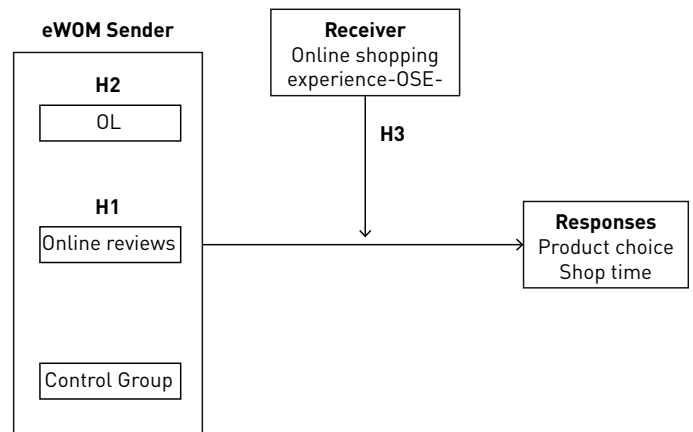 eWOM Sender
H2
OL
H1
Online reviews
Control Group
Receiver
Online shopping
experience-OSE-
H3
Responses
Product choice
Shop time